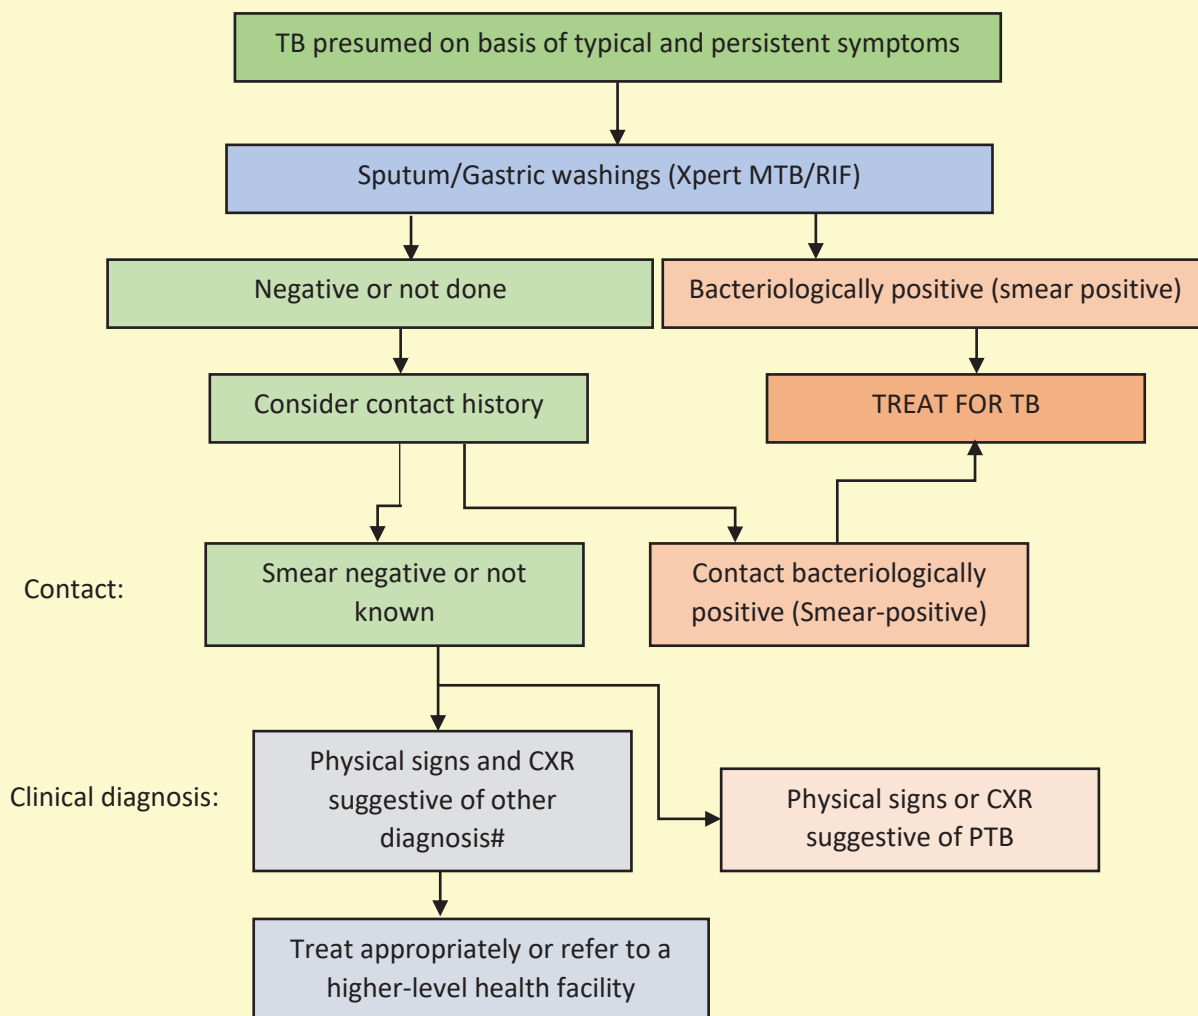 TB presumed on basis of typical and persistent symptoms
Sputum/Gastric washings (Xpert MTB/RIF)
Negative or not done
Bacteriologically positive (smear positive)
Consider contact history
TREAT FOR TB
Contact:
Smear negative or not
known
Contact bacteriologically
positive (Smear-positive)
Clinical diagnosis:
Physical signs and CXR
suggestive of other
diagnosis#
Physical signs or CXR
suggestive of PTB
Treat appropriately or refer to a
higher-level health facility